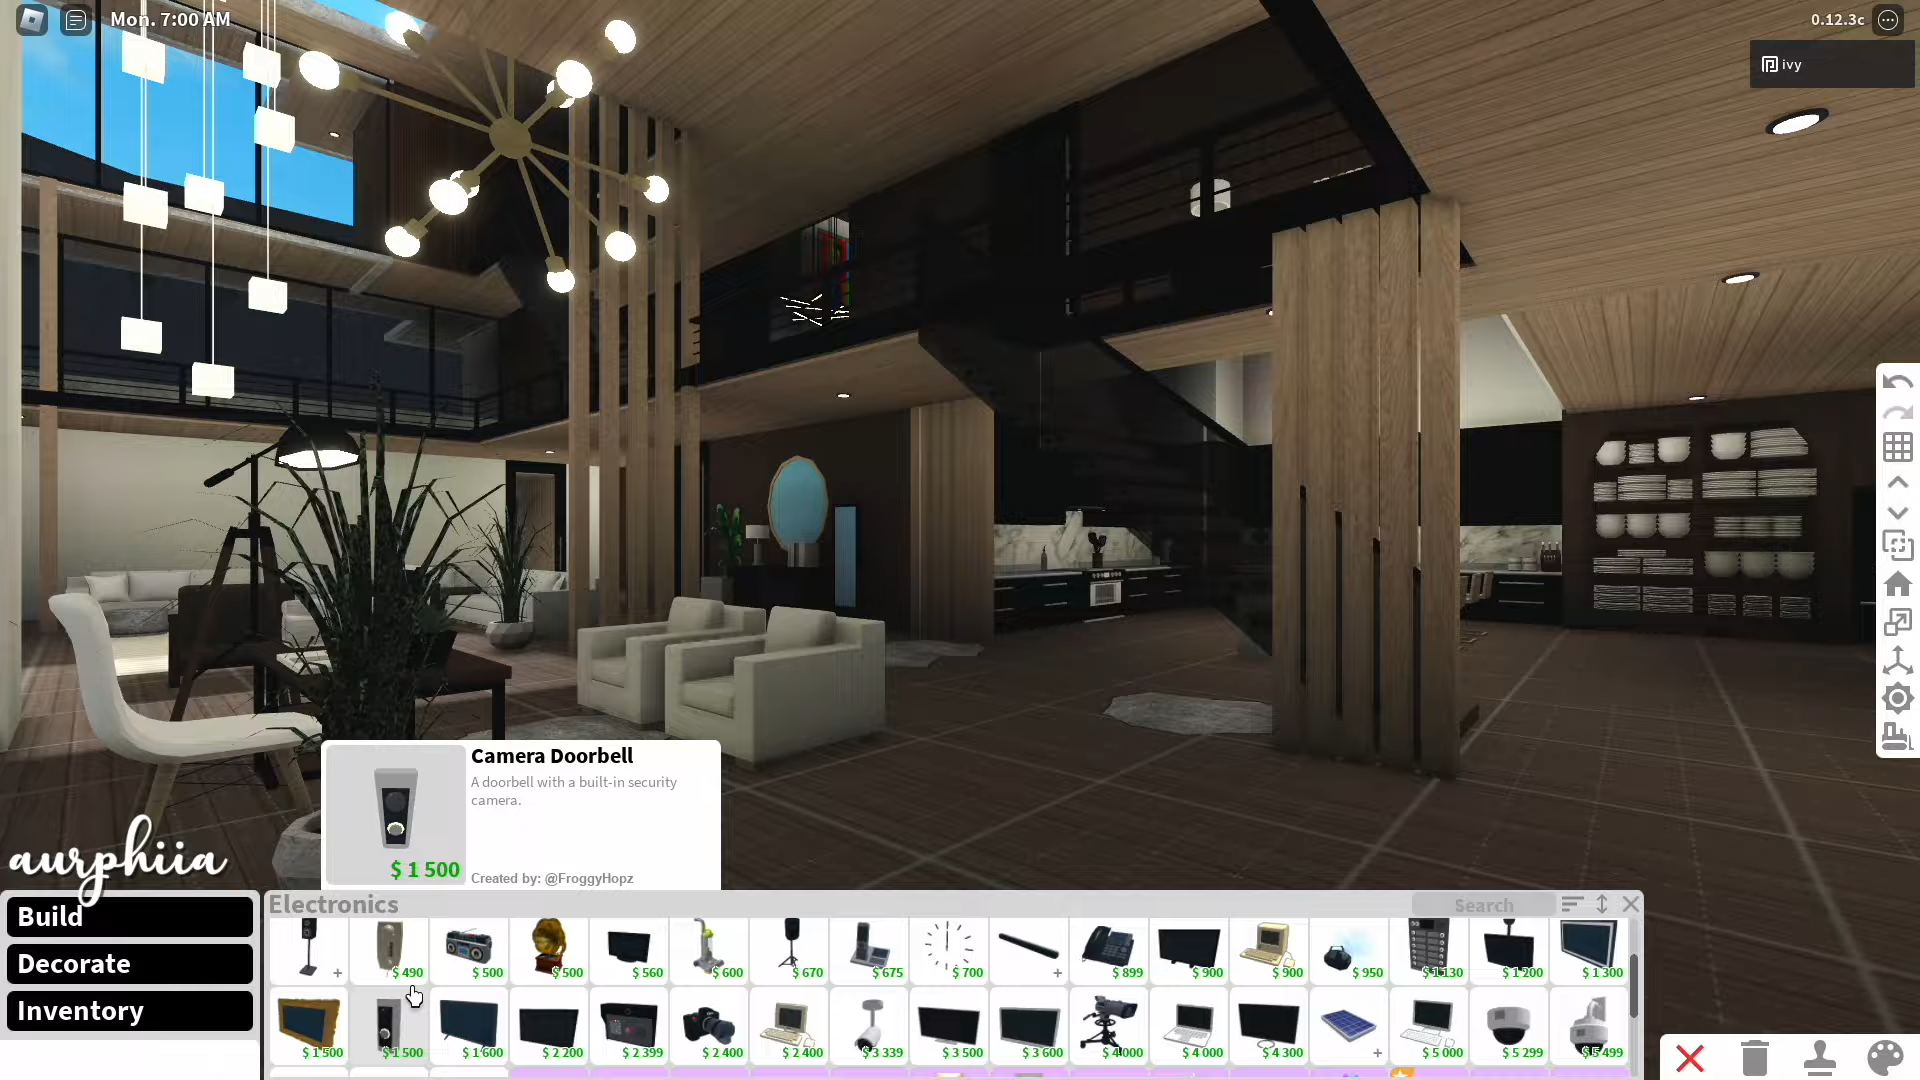 Mon. 7:00 AM
0.12.3c
ivy
Camera Doorbell
A doorbell with a built-in security
camera.
$ 1 500
Created by: @FroggyHopz
aurphiia
Build
Decorate
Inventory
Electronics
Search
+ $ 490 $ 500 $ 500 $ 560 $ 600 $ 670 $ 675 $ 700 + $ 899 $ 900 $ 900 $ 950 $ 1 130 $ 1 200 $ 1 300
$ 1 500 $ 1 500 $ 1 600 $ 2 200 $ 2 399 $ 2 400 $ 2 400 $ 3 339 $ 3 500 $ 3 600 $ 4 000 $ 4 000 $ 4 300 + $ 5 000 $ 5 299 $ 5 499